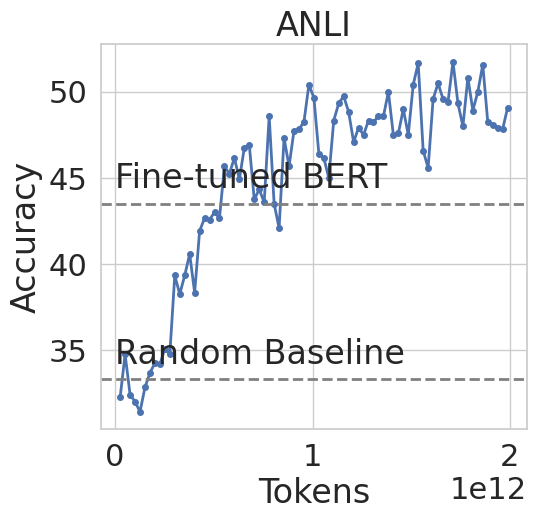 ANLI
50
45
40
35
Accuracy
Fine-tuned BERT
Random Baseline
0
1
2
1e12
Tokens